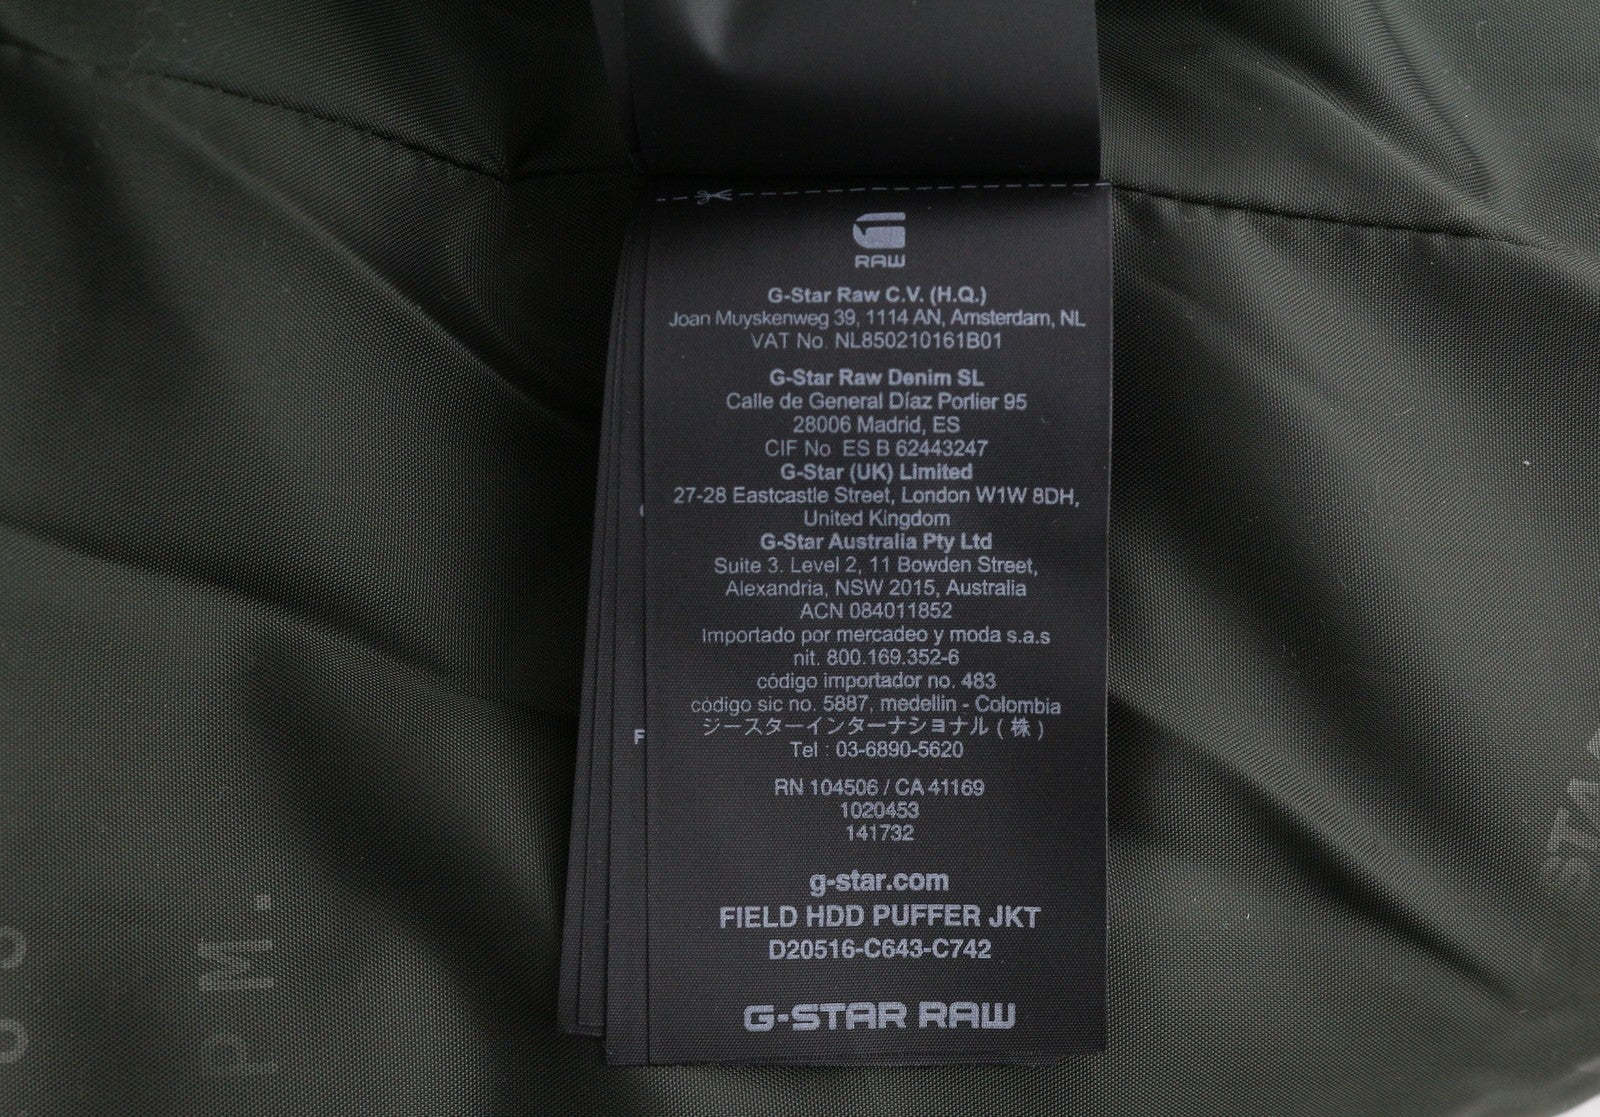 RAW
G-Star Raw C.V. (H.Q.)
Joan Muyskenweg 39, 1114 AN, Amsterdam, NL
VAT No. NL850210161B01
G-Star Raw Denim SL
Calle de General Díaz Porlier 95
28006 Madrid, ES
CIF No ES B 62443247
G-Star (UK) Limited
27-28 Eastcastle Street, London W1W 8DH,
United Kingdom
G-Star Australia Pty Ltd
Suite 3. Level 2, 11 Bowden Street,
Alexandria, NSW 2015, Australia
ACN 084011852
Importado por mercadeo y moda s.a.s
nit. 800.169.352-6
código importador no. 483
código sic no. 5887, medellin - Colombia
ジースターインターナショナル ( 株 )
Tel : 03-6890-5620
RN 104506 / CA 41169
1020453
141732
g-star.com
FIELD HDD PUFFER JKT
D20516-C643-C742
G-STAR RAW
P.M.